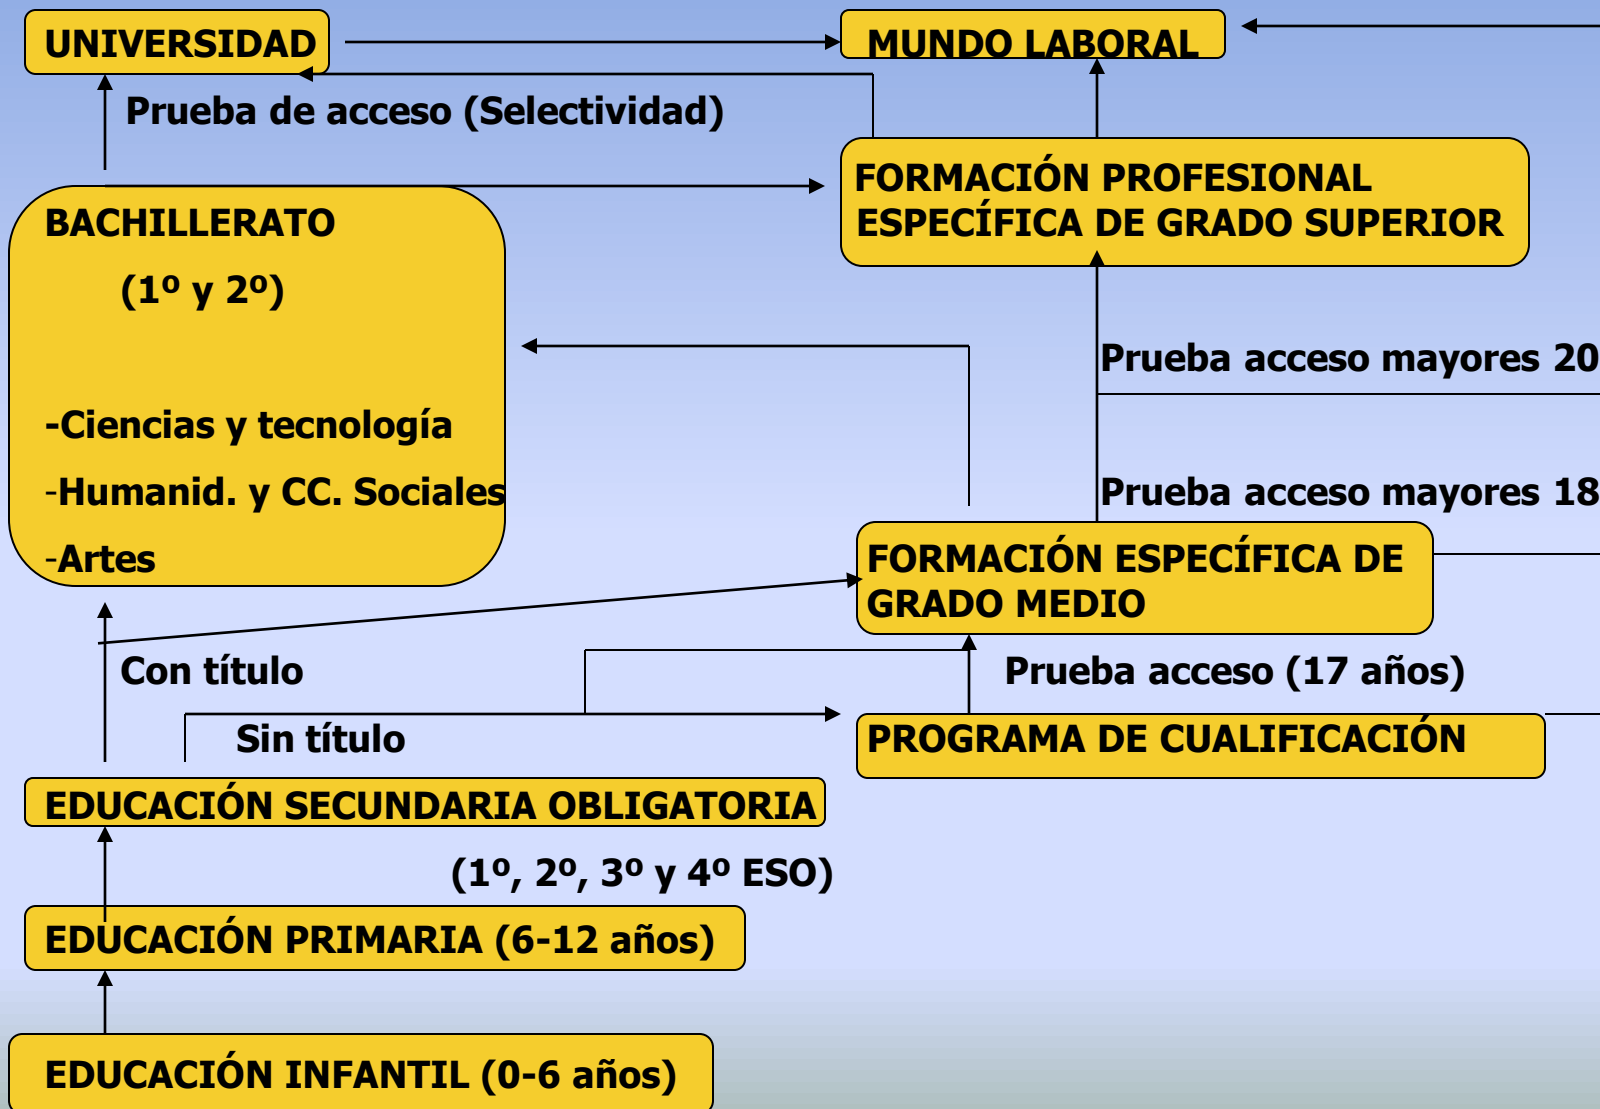 UNIVERSIDAD
MUNDO LABORAL
Prueba de acceso (Selectividad)
FORMACIÓN PROFESIONAL
ESPECÍFICA DE GRADO SUPERIOR
BACHILLERATO
(1º y 2º)
Prueba acceso mayores 20
-Ciencias y tecnología
-Humanid. y CC. Sociales
Prueba acceso mayores 18
-Artes
FORMACIÓN ESPECÍFICA DE
GRADO MEDIO
Con título
Prueba acceso (17 años)
Sin título
PROGRAMA DE CUALIFICACIÓN
EDUCACIÓN SECUNDARIA OBLIGATORIA
(1º, 2º, 3º y 4º ESO)
EDUCACIÓN PRIMARIA (6-12 años)
EDUCACIÓN INFANTIL (0-6 años)